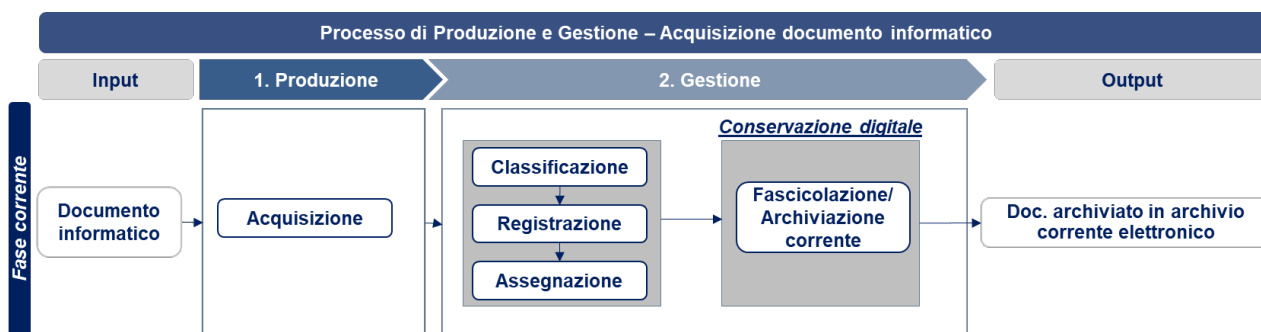 Processo di Produzione e Gestione – Acquisizione documento informatico
Input
1. Produzione
2. Gestione
Output
Fase corrente
Documento
informatico
Acquisizione
Classificazione
Registrazione
Assegnazione
Conservazione digitale
Fascicolazione/
Archiviazione
corrente
Doc. archiviato in archivio
corrente elettronico